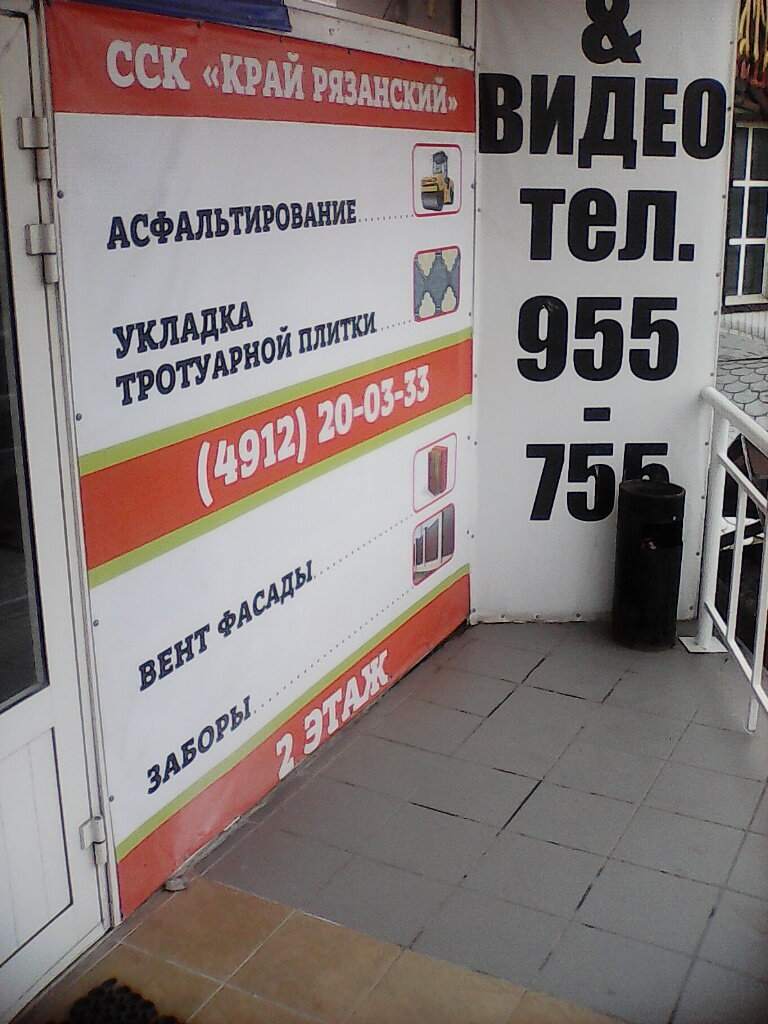 ССК «КРАЙ РЯЗАНСКИЙ»
АСФАЛЬТИРОВАНИЕ
УКЛАДКА
ТРОТУАРНОЙ ПЛИТКИ
(4912) 20-03-33
ВЕНТ ФАСАДЫ
ЗАБОРЫ
2 ЭТАЖ
&
ВИДЕО
тел.
955
-
755